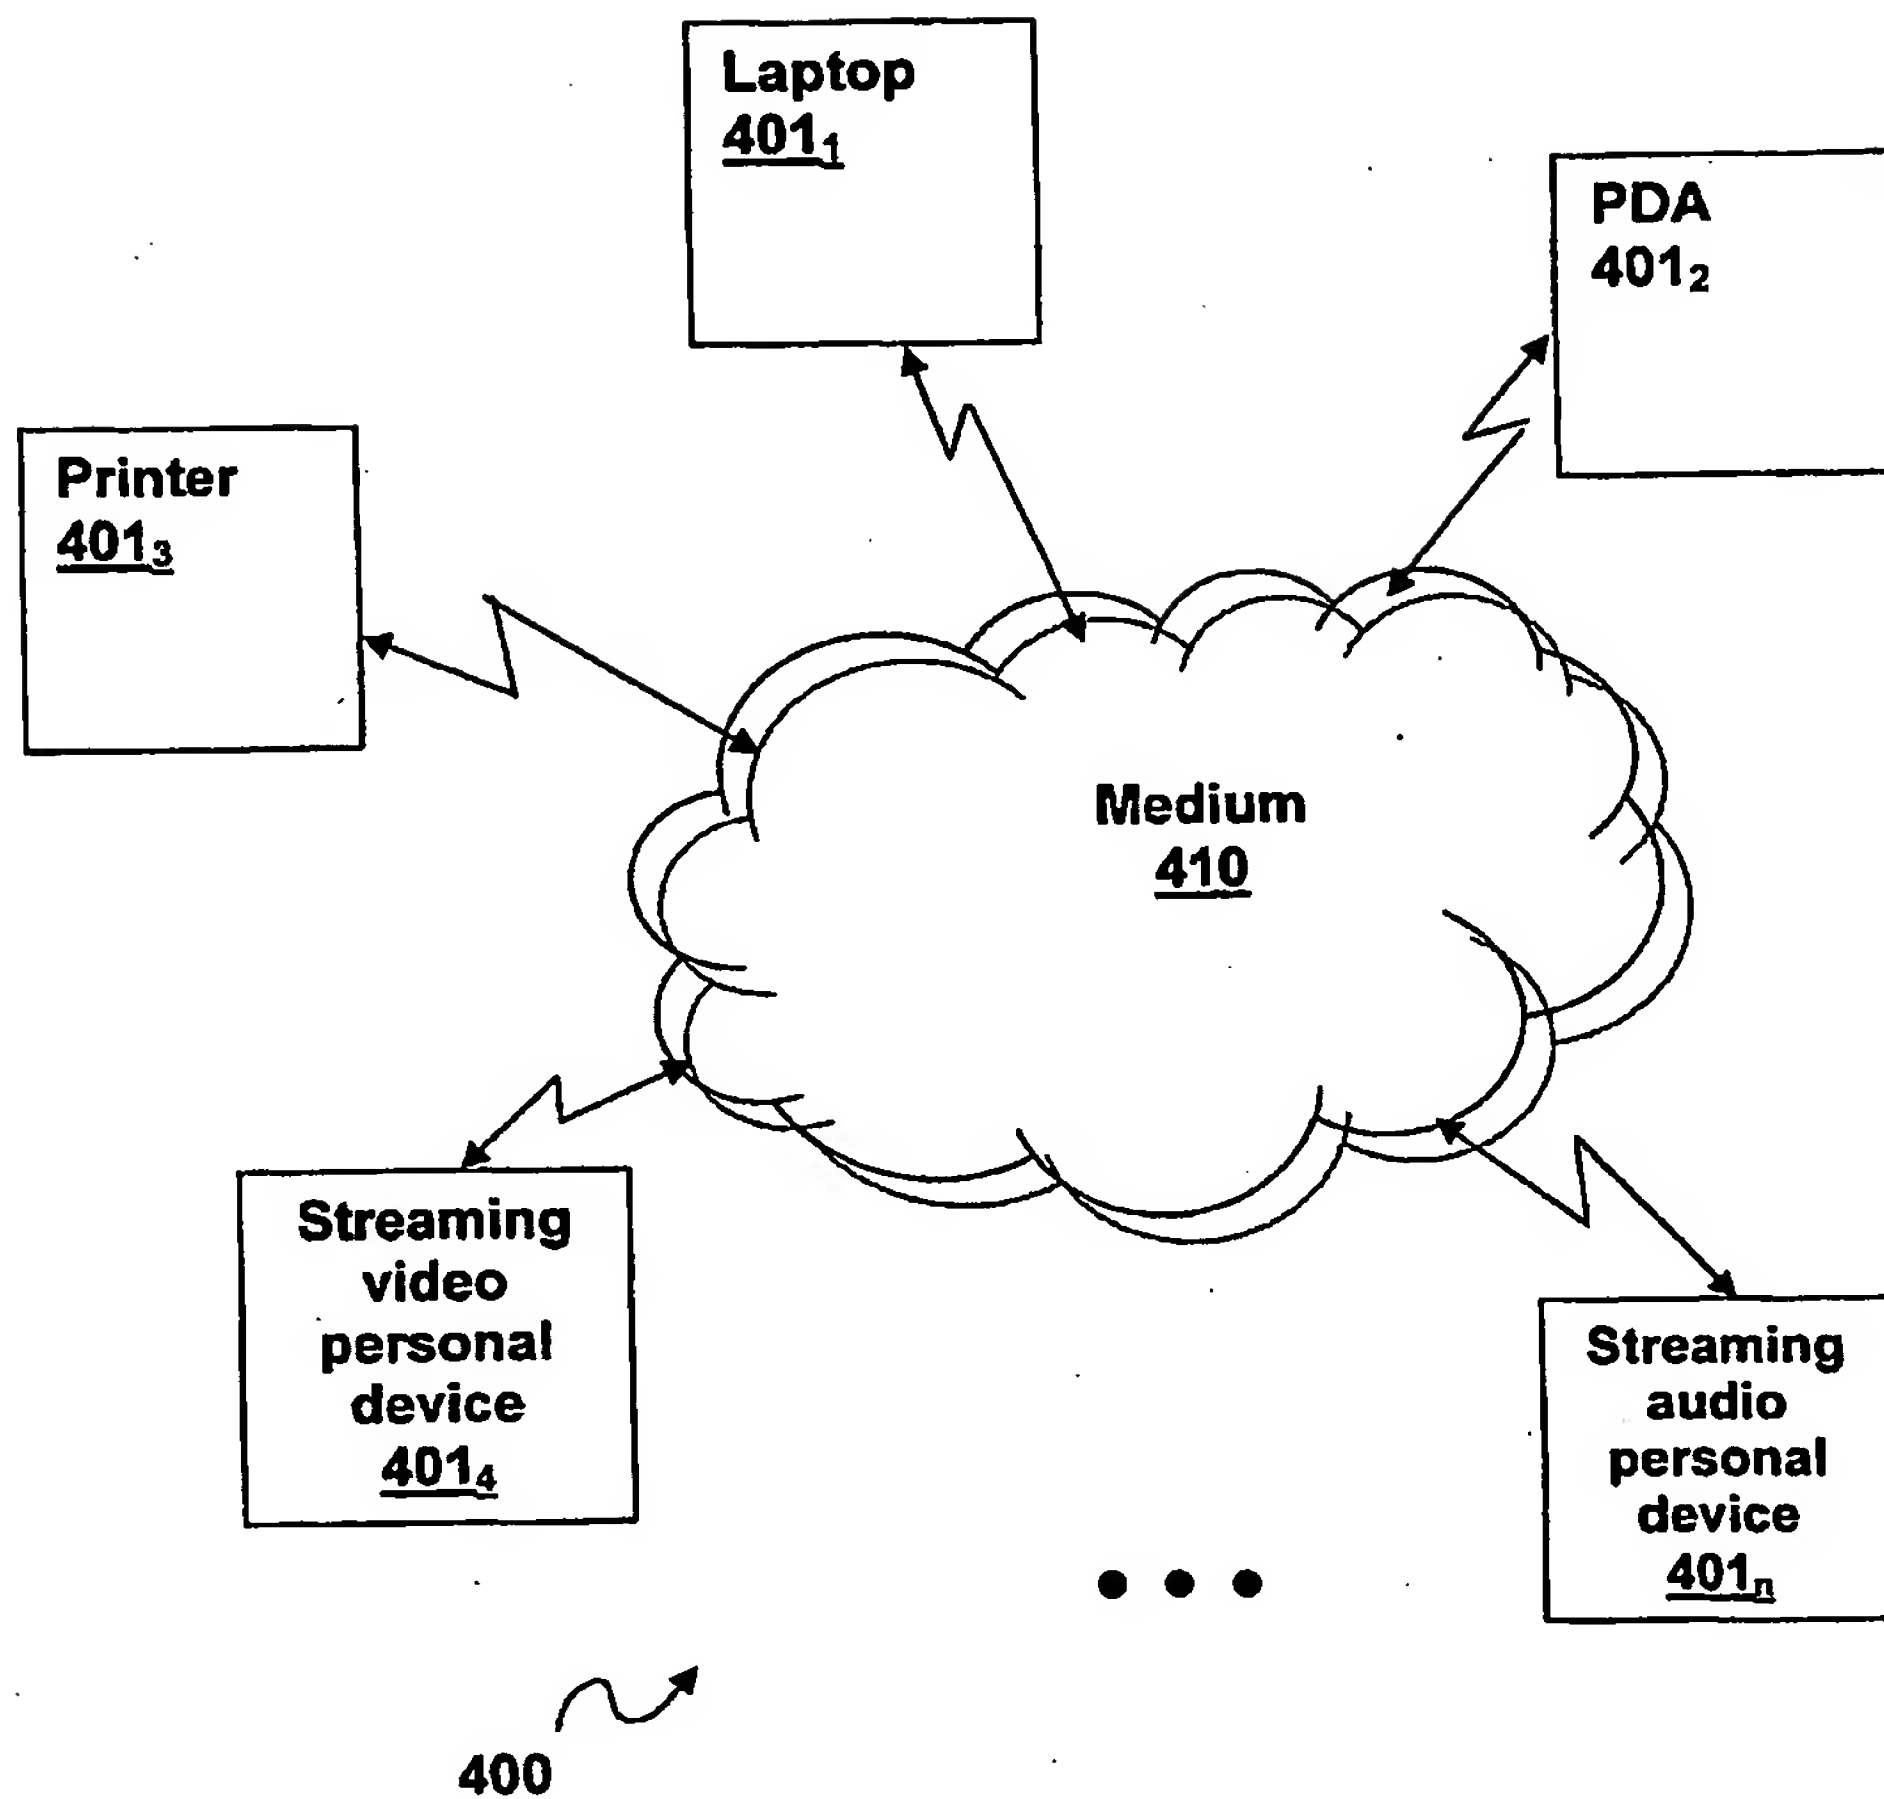 Laptop
401₁
PDA
401₂
Printer
401₃
Medium
410
Streaming
video
personal
device
401₄
Streaming
audio
personal
device
401ₙ
400